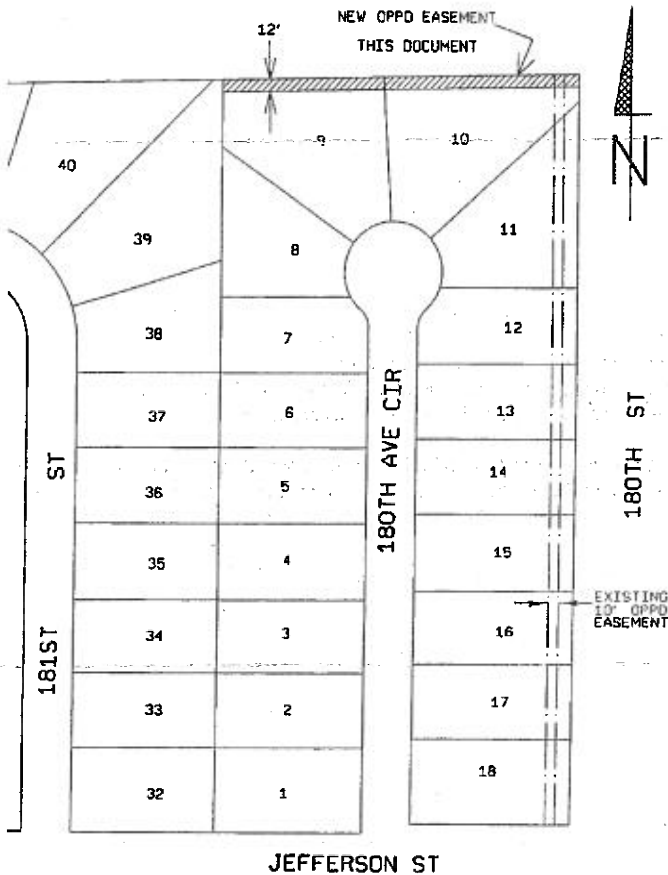 NEW OPPD EASEMENT
THIS DOCUMENT
12'
N
40
9
10
39
8
11
38
7
12
37
6
13
36
5
14
35
4
15
34
3
16
33
2
17
32
1
18
181ST ST
180TH AVE CIR
180TH ST
EXISTING
10' OPPD
EASEMENT
JEFFERSON ST